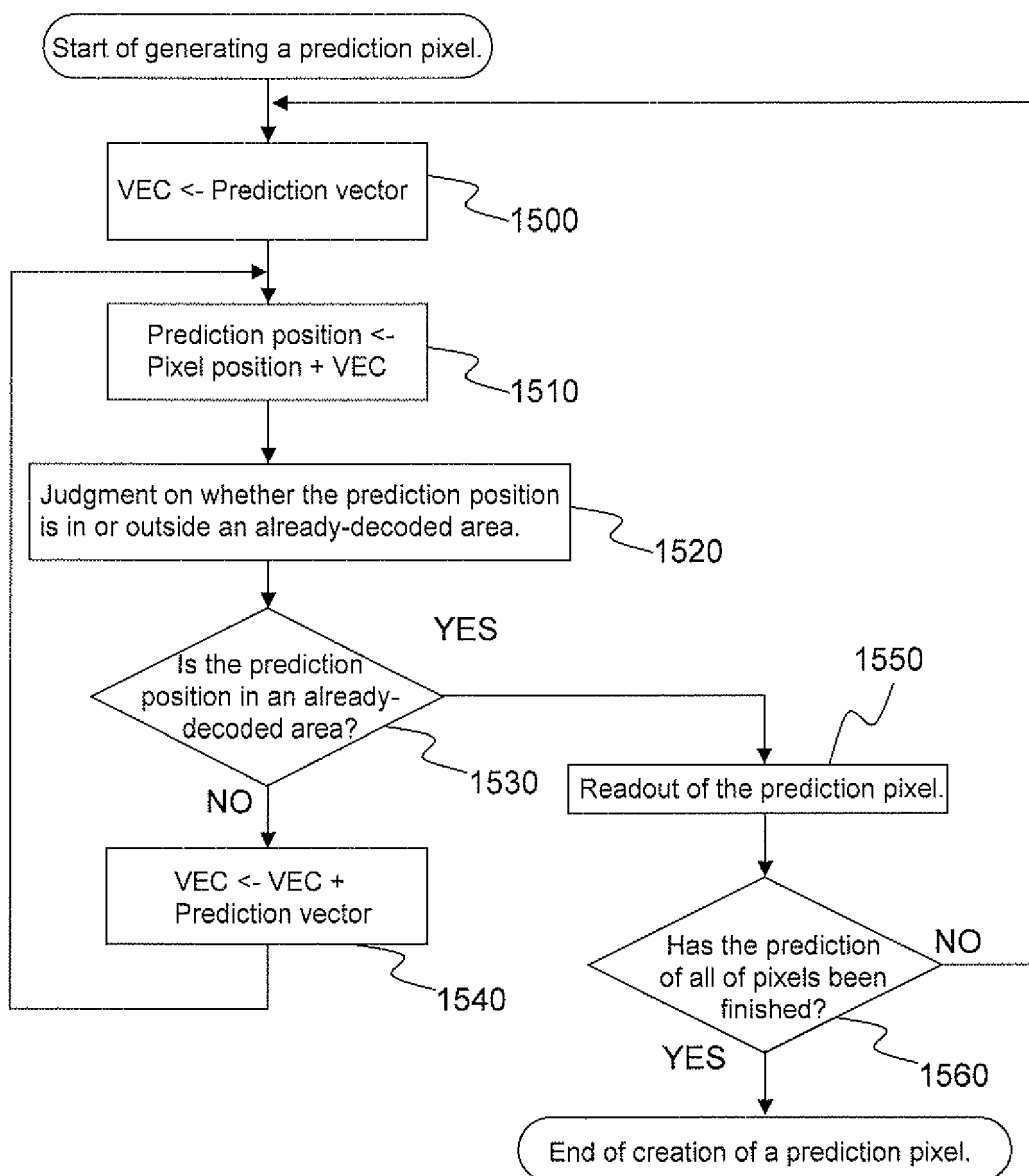 Start of generating a prediction pixel.
VEC <- Prediction vector
1500
Prediction position <-
Pixel position + VEC
1510
Judgment on whether the prediction position
is in or outside an already-decoded area.
1520
Is the prediction
position in an already-
decoded area?
YES
1530
NO
VEC <- VEC +
Prediction vector
1540
1550
Readout of the prediction pixel.
Has the prediction
of all of pixels been
finished?
NO
YES
1560
End of creation of a prediction pixel.